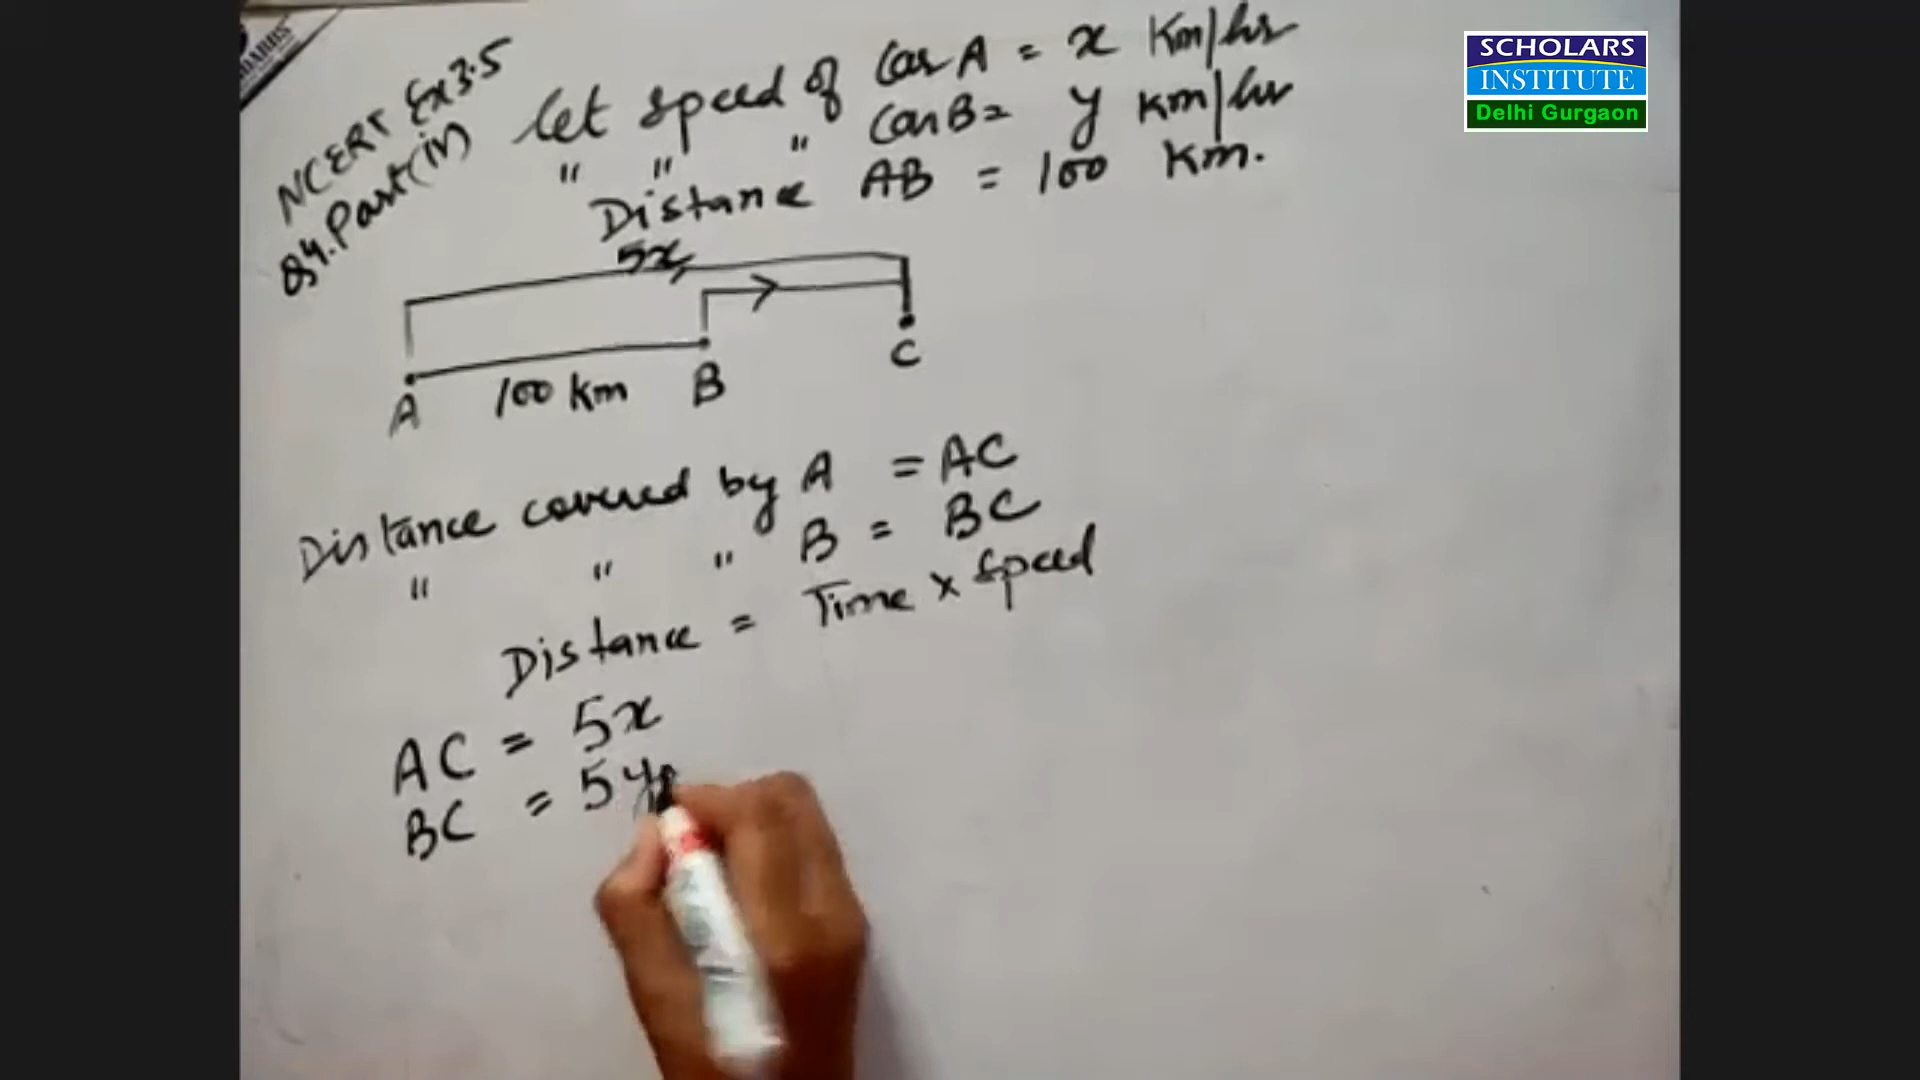 SCHOLARS
INSTITUTE
Delhi Gurgaon
NCERT Ex 3.5
Q4. Part (iv)
Let speed of Car A = x Km/hr
" " " Car B = y Km/hr
Distance AB = 100 Km.
5x
A 100 Km B C
Distance covered by A = AC
" " " B = BC
Distance = Time × Speed
AC = 5x
BC = 5y